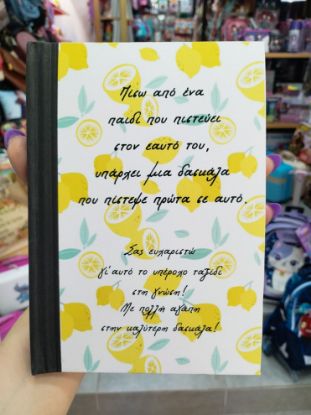 Πίσω από ένα
παιδί που πιστεύει
στον εαυτό του,
υπάρχει μια δασκάλα
που πίστεψε πρώτα σε αυτό.
Σας ευχαριστώ
γι' αυτό το υπέροχο ταξίδι
στη γνώση!
Με πολλή αγάπη
στην καλύτερη δασκάλα!